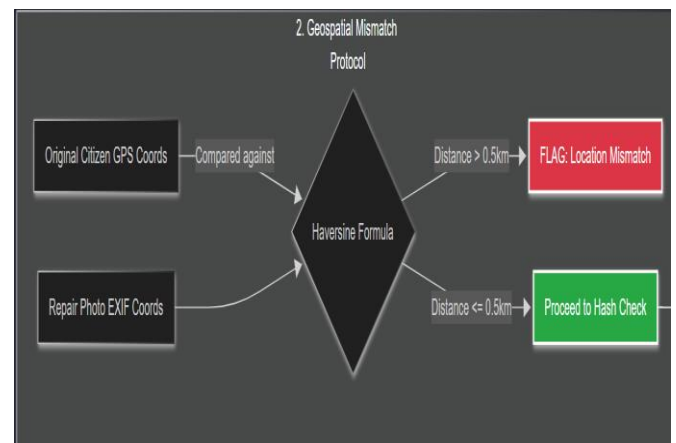 2. Geospatial Mismatch
Protocol
Original Citizen GPS Coords
Compared against
Distance > 0.5km
FLAG: Location Mismatch
Haversine Formula
Repair Photo EXIF Coords
Distance <= 0.5km
Proceed to Hash Check